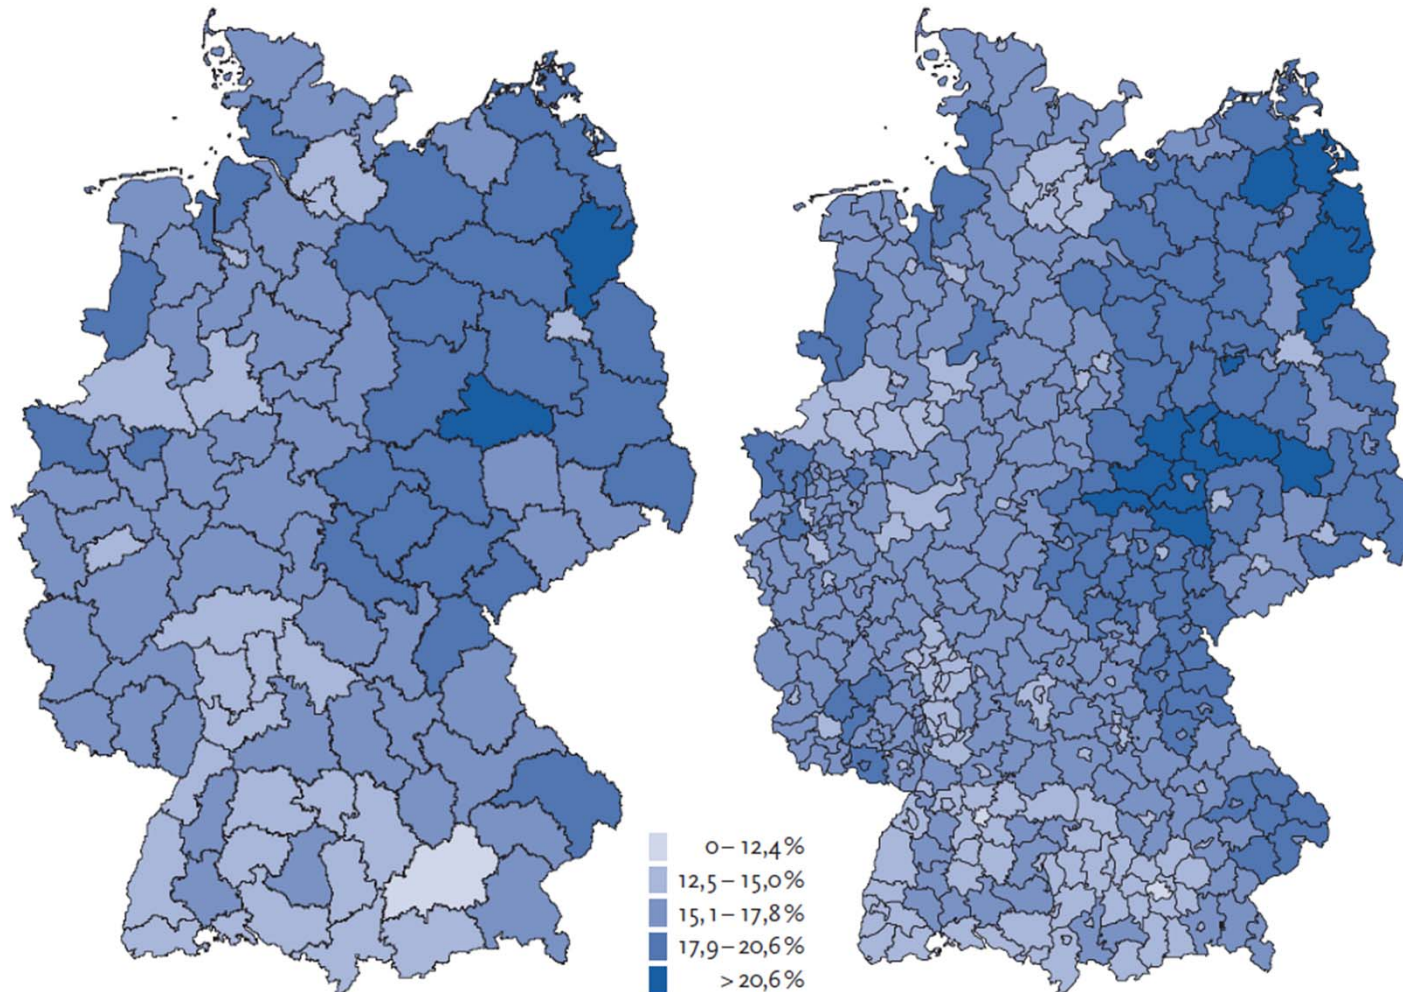 0 – 12,4 %
12,5 – 15,0 %
15,1 – 17,8 %
17,9 – 20,6 %
> 20,6 %